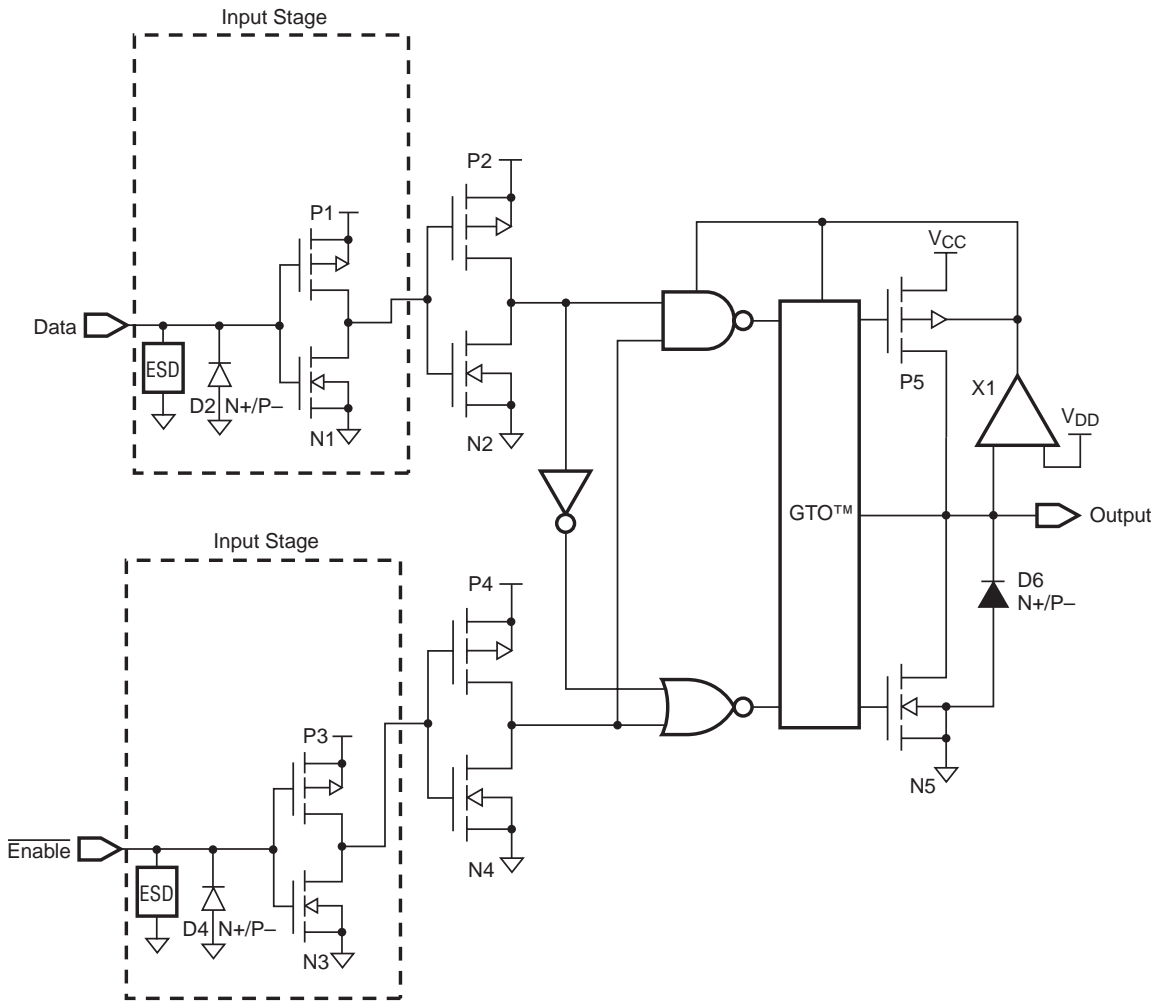 Input Stage
P2
P1
VCC
Data
ESD
D2 N+/P–
N1
N2
P5
X1
VDD
GTO™
Output
Input Stage
P4
D6
N+/P–
P3
N5
Enable
ESD
D4 N+/P–
N3
N4